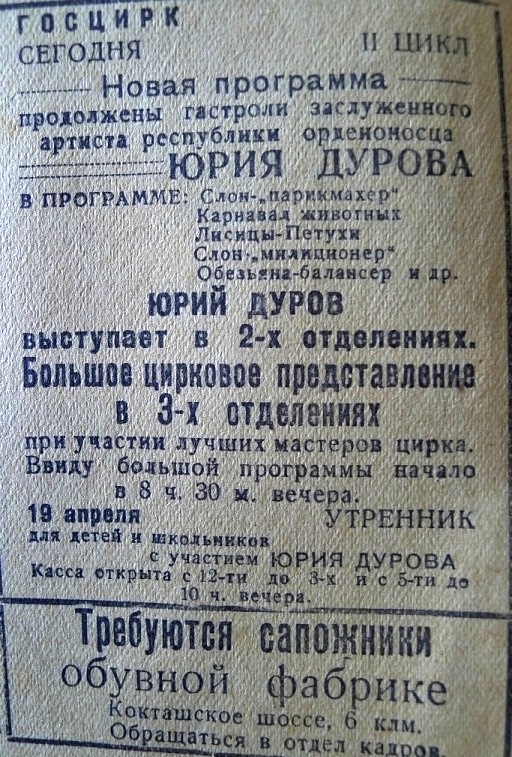 ГОСЦИРК
СЕГОДНЯ II ЦИКЛ
Новая программа
продолжены гастроли заслуженного
артиста республики орденоносца
ЮРИЯ ДУРОВА
В ПРОГРАММЕ: Слон-„парикмахер"
Карнавал животных
Лисицы-Петухи
Слон-„милиционер"
Обезьяна-балансер и др.
ЮРИЙ ДУРОВ
выступает в 2-х отделениях.
Большое цирковое представление
в 3-х отделениях
при участии лучших мастеров цирка.
Ввиду большой программы начало
в 8 ч. 30 м. вечера.
19 апреля УТРЕННИК
для детей и школьников
с участием ЮРИЯ ДУРОВА
Касса открыта с 12-ти до 3-х и с 5-ти до
10 ч. вечера.
Требуются сапожники
обувной фабрике
Кокташское шоссе, 6 клм.
Обращаться в отдел кадров.